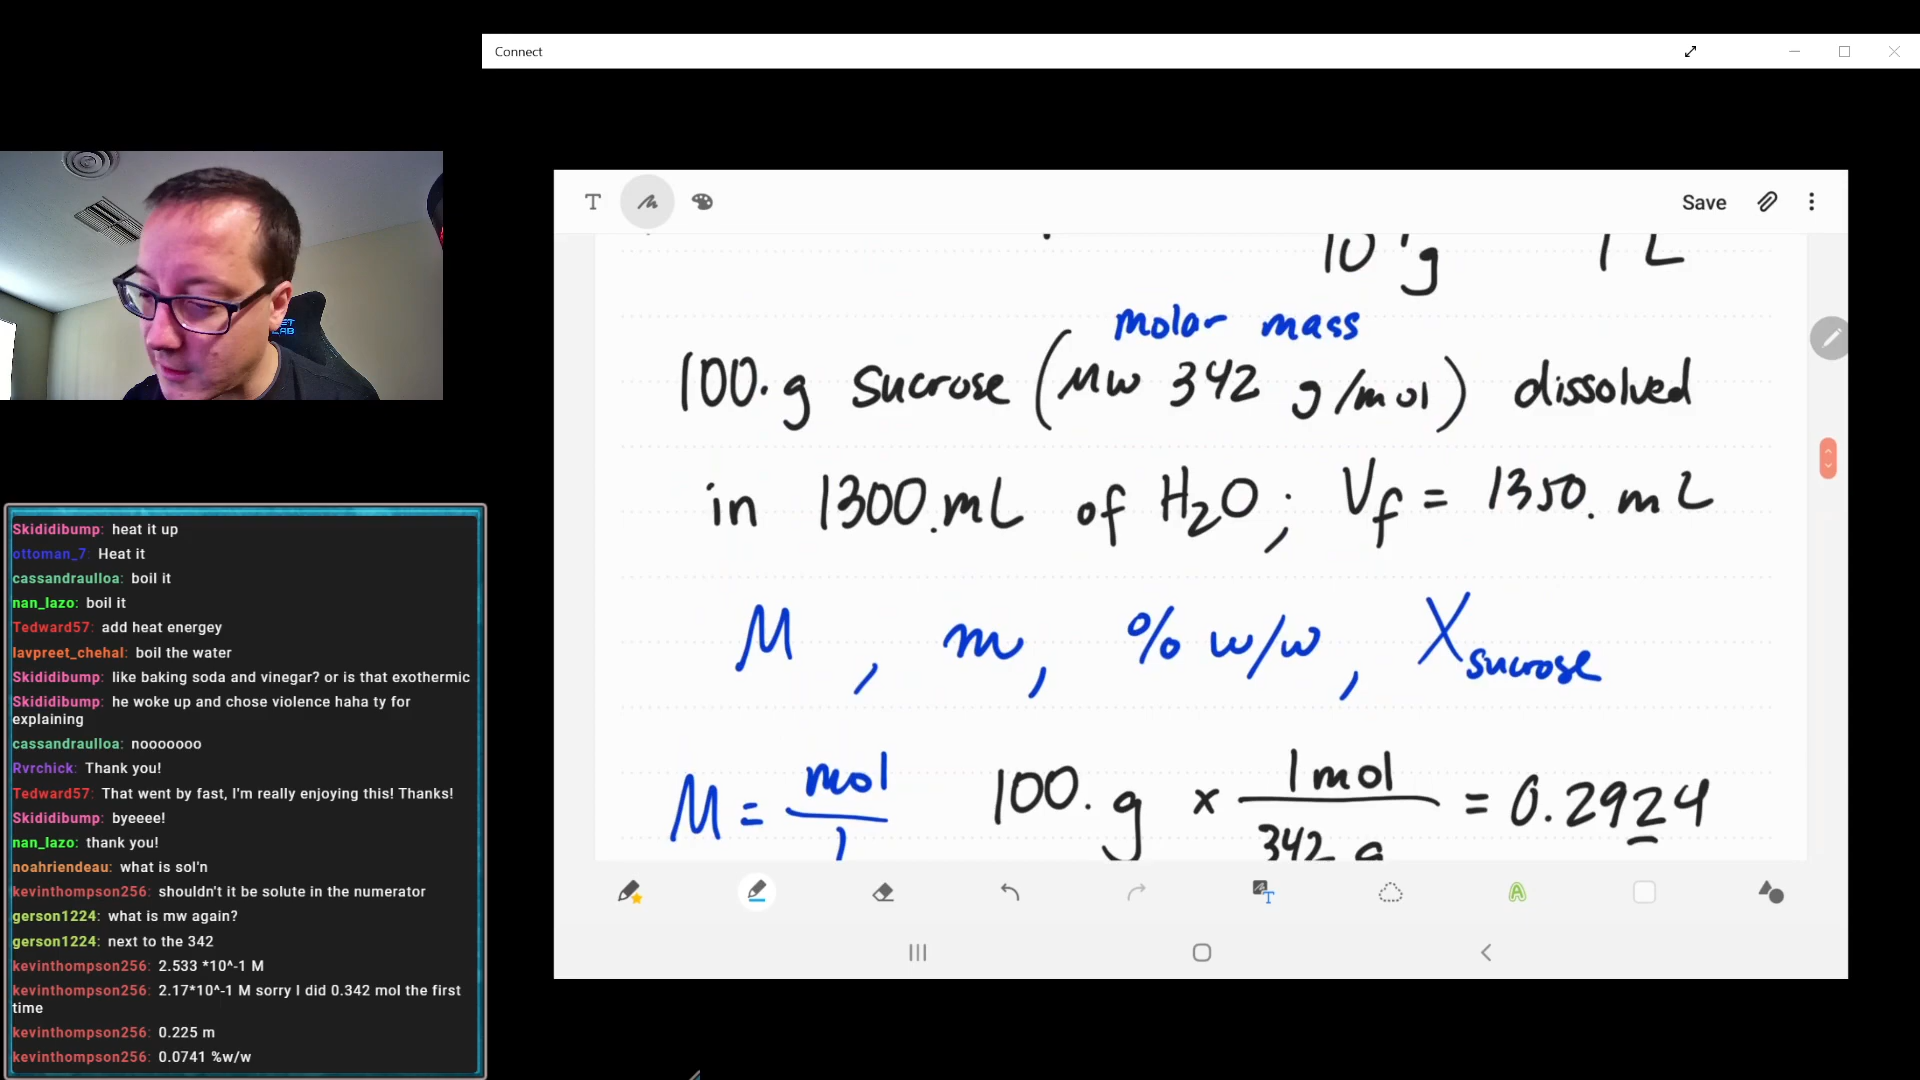 Connect
Save
10 g 1 L
molar mass
100. g sucrose (MW 342 g/mol) dissolved
in 1300. mL of H2O; Vf = 1350. mL
M, m, % w/w, Xsucrose
M = mol 100. g x 1 mol = 0.2924
342 g
Skididibump: heat it up
ottoman_7: Heat it
cassandraulloa: boil it
nan_lazo: boil it
Tedward57: add heat energey
lavpreet_chehal: boil the water
Skididibump: like baking soda and vinegar? or is that exothermic
Skididibump: he woke up and chose violence haha ty for
explaining
cassandraulloa: nooooooo
Rvrchick: Thank you!
Tedward57: That went by fast, I'm really enjoying this! Thanks!
Skididibump: byeeee!
nan_lazo: thank you!
noahriendeau: what is sol'n
kevinthompson256: shouldn't it be solute in the numerator
gerson1224: what is mw again?
gerson1224: next to the 342
kevinthompson256: 2.533 *10^-1 M
kevinthompson256: 2.17*10^-1 M sorry I did 0.342 mol the first
time
kevinthompson256: 0.225 m
kevinthompson256: 0.0741 %w/w